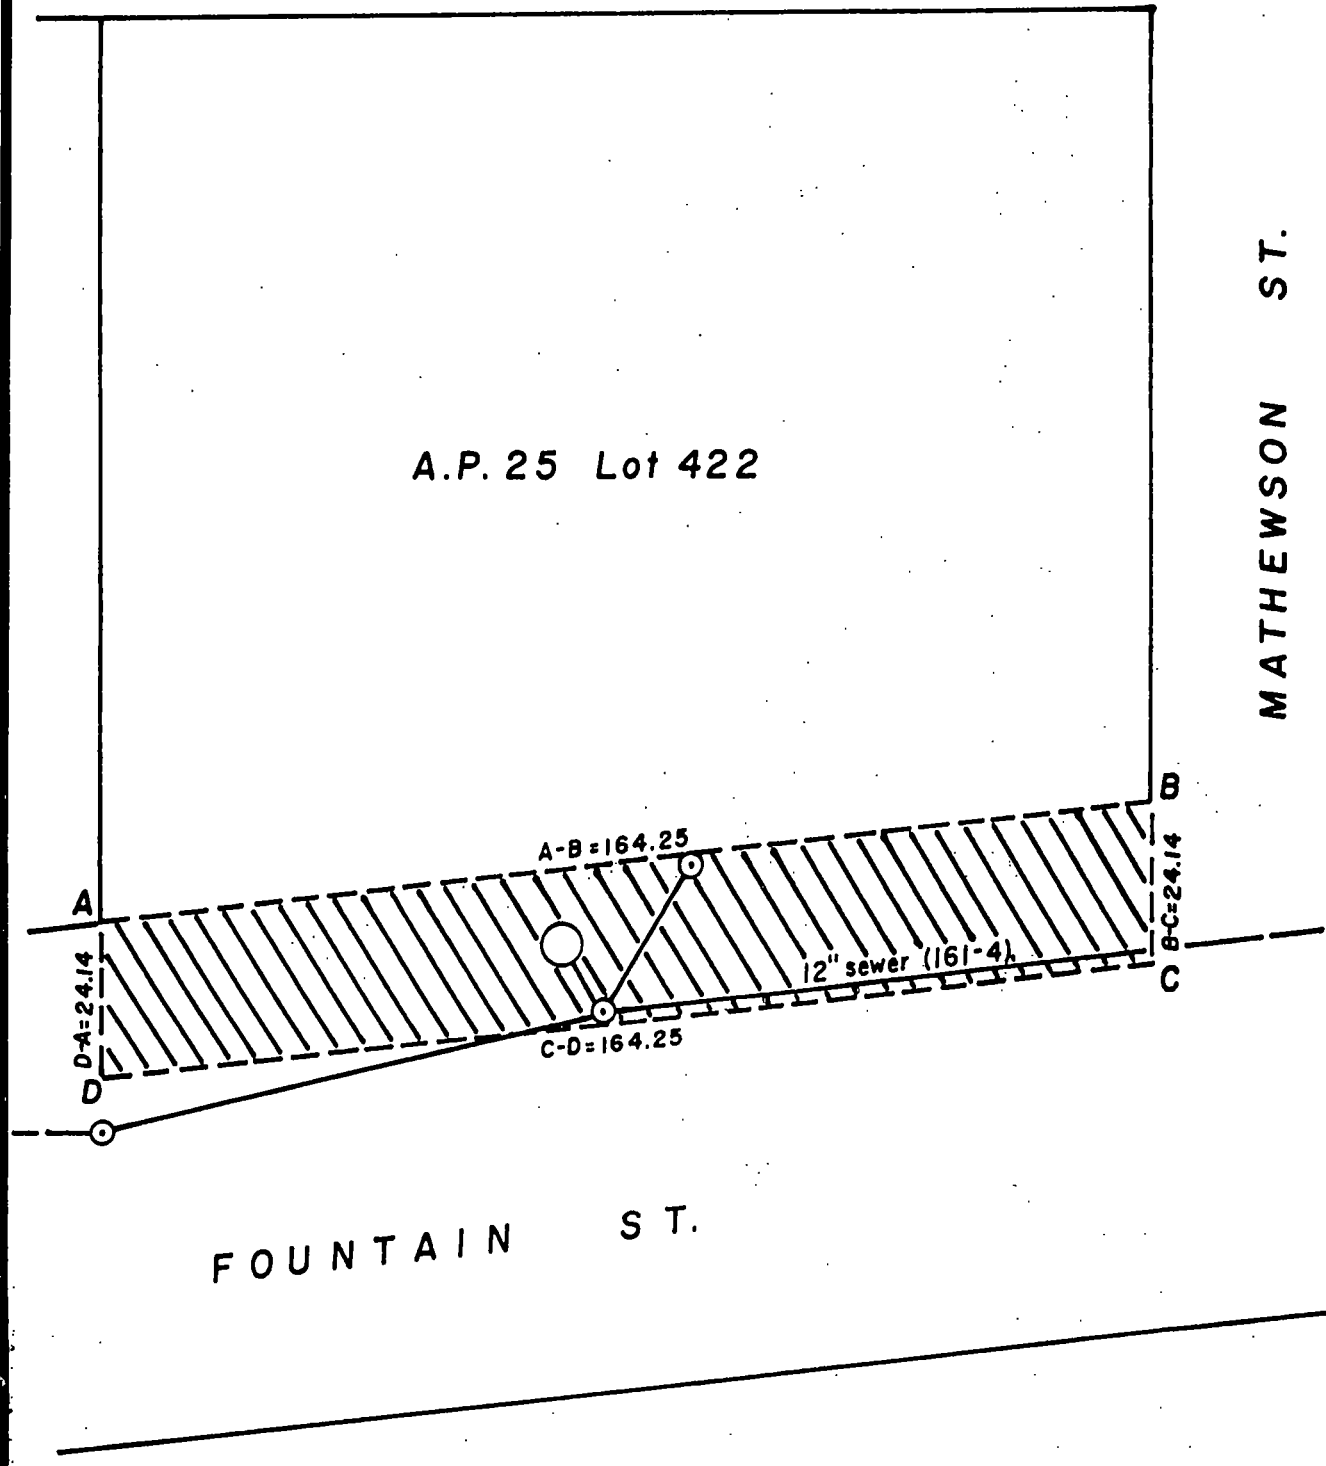 A.P. 25 Lot 422
MATHEWSON ST.
B
A-B=164.25
A
B-C=24.14
12" sewer (161-4)
D-A=24.14
C
C-D=164.25
D
FOUNTAIN ST.